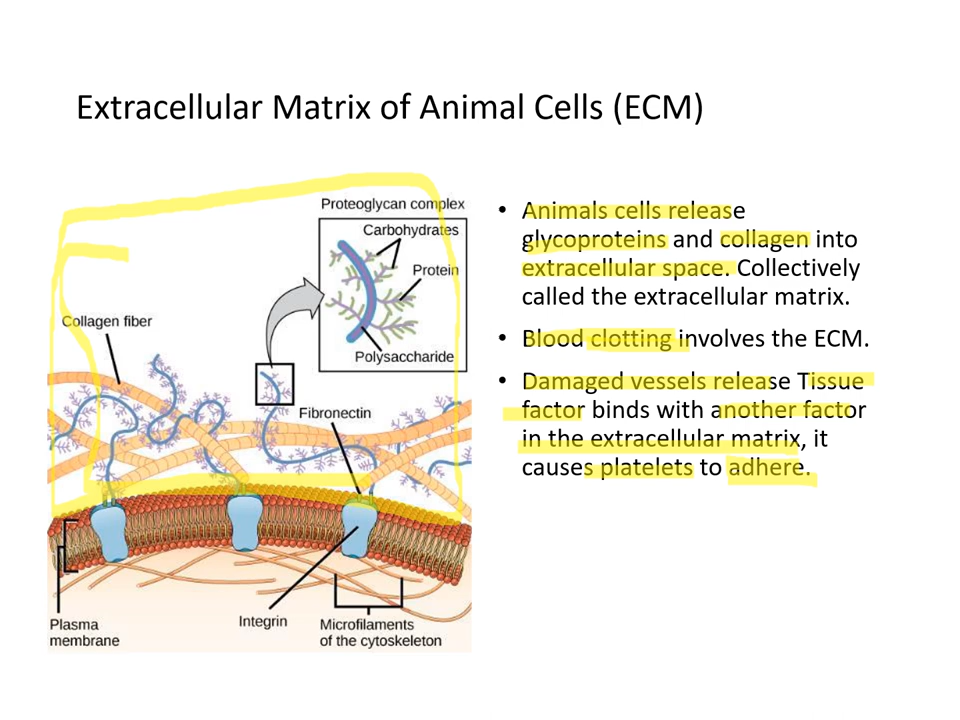 Extracellular Matrix of Animal Cells (ECM)
Proteoglycan complex
Carbohydrates
Protein
Polysaccharide
Collagen fiber
Fibronectin
Plasma
membrane
Integrin
Microfilaments
of the cytoskeleton
• Animals cells release
glycoproteins and collagen into
extracellular space. Collectively
called the extracellular matrix.
• Blood clotting involves the ECM.
• Damaged vessels release Tissue
factor binds with another factor
in the extracellular matrix, it
causes platelets to adhere.